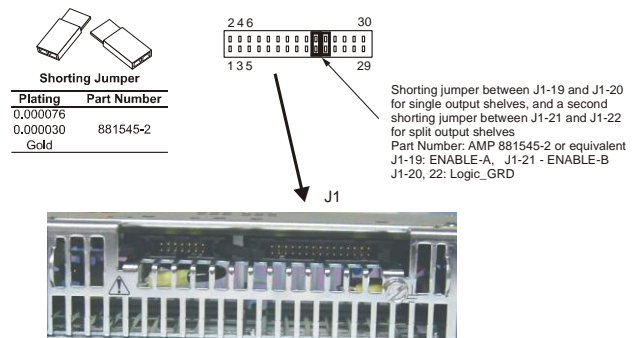 Shorting Jumper
Plating Part Number
0.000076
0.000030 881545-2
Gold
2 4 6 30
1 3 5 29
Shorting jumper between J1-19 and J1-20
for single output shelves, and a second
shorting jumper between J1-21 and J1-22
for split output shelves
Part Number: AMP 881545-2 or equivalent
J1-19: ENABLE-A, J1-21 - ENABLE-B
J1-20, 22: Logic_GRD
J1